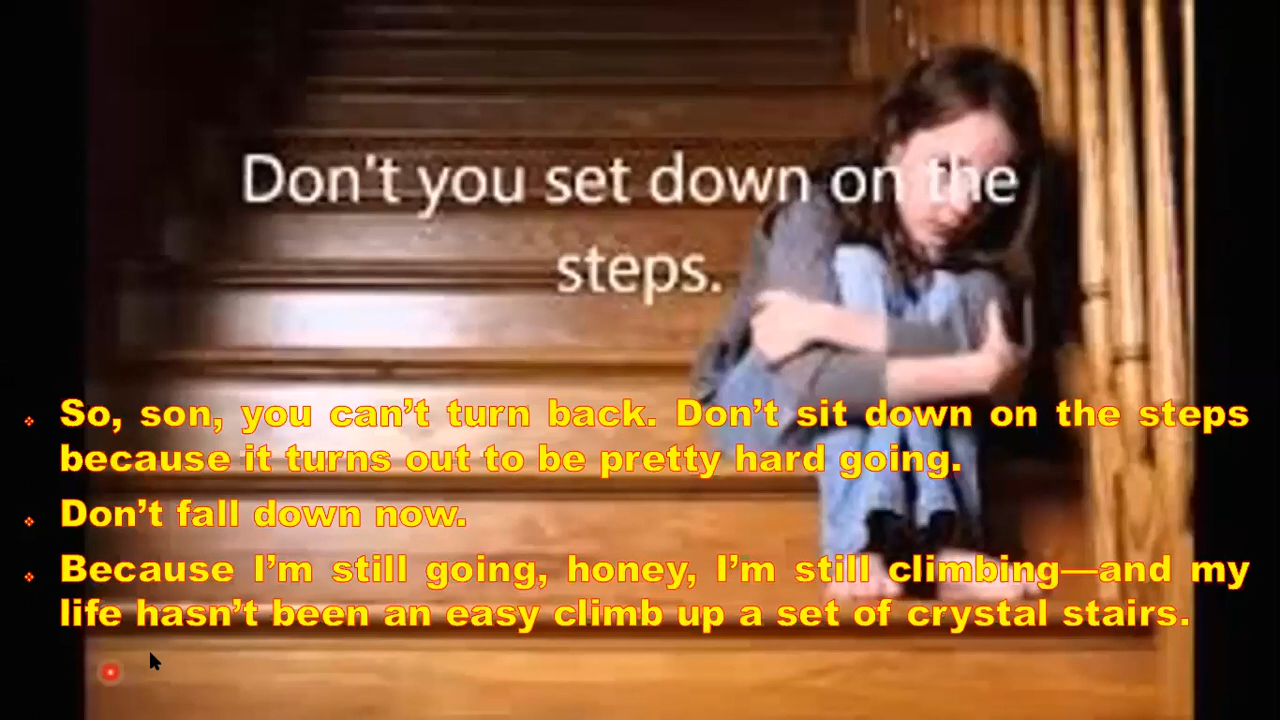 Don't you set down on the
steps.
So, son, you can’t turn back. Don’t sit down on the steps
because it turns out to be pretty hard going.
Don’t fall down now.
Because I’m still going, honey, I’m still climbing—and my
life hasn’t been an easy climb up a set of crystal stairs.